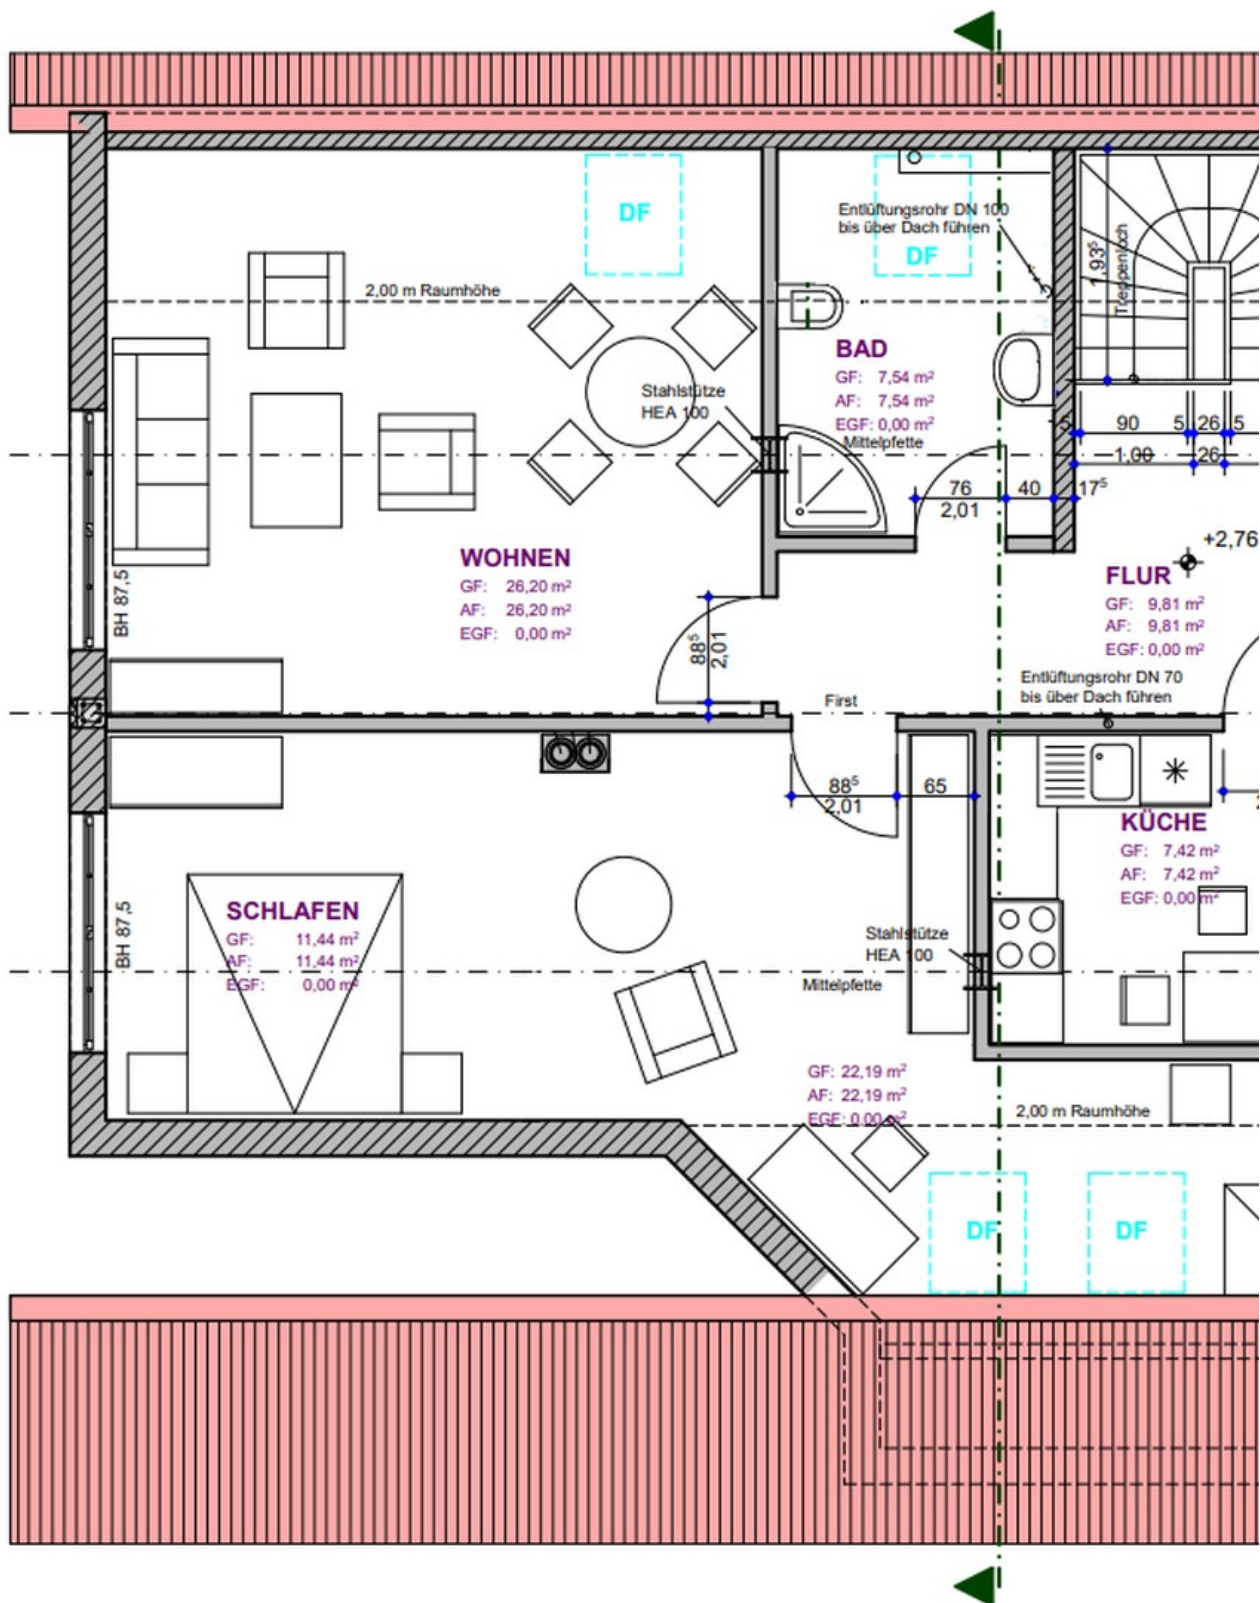 DF
Entlüftungsrohr DN 100
bis über Dach führen
DF
1,93⁵
Treppenloch
2,00 m Raumhöhe
BAD
GF: 7,54 m²
AF: 7,54 m²
EGF: 0,00 m²
Stahlstütze
HEA 100
Mittelpfette
90
5
26
5
1,00
26
76
2,01
40
17⁵
+2,76
WOHNEN
GF: 26,20 m²
AF: 26,20 m²
EGF: 0,00 m²
BH 87,5
88⁵
2,01
FLUR
GF: 9,81 m²
AF: 9,81 m²
EGF: 0,00 m²
Entlüftungsrohr DN 70
bis über Dach führen
First
88⁵
2,01
65
KÜCHE
GF: 7,42 m²
AF: 7,42 m²
EGF: 0,00 m²
SCHLAFEN
GF: 11,44 m²
AF: 11,44 m²
EGF: 0,00 m²
BH 87,5
Stahlstütze
HEA 100
Mittelpfette
GF: 22,19 m²
AF: 22,19 m²
EGF: 0,00 m²
2,00 m Raumhöhe
DF
DF